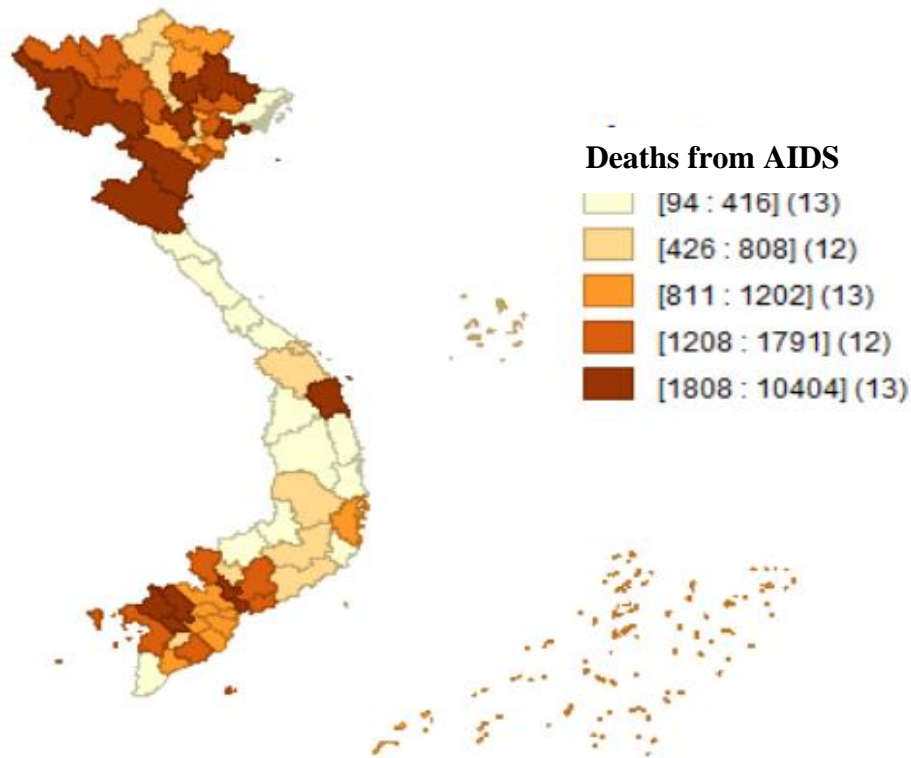 Deaths from AIDS
[94 : 416] (13)
[426 : 808] (12)
[811 : 1202] (13)
[1208 : 1791] (12)
[1808 : 10404] (13)